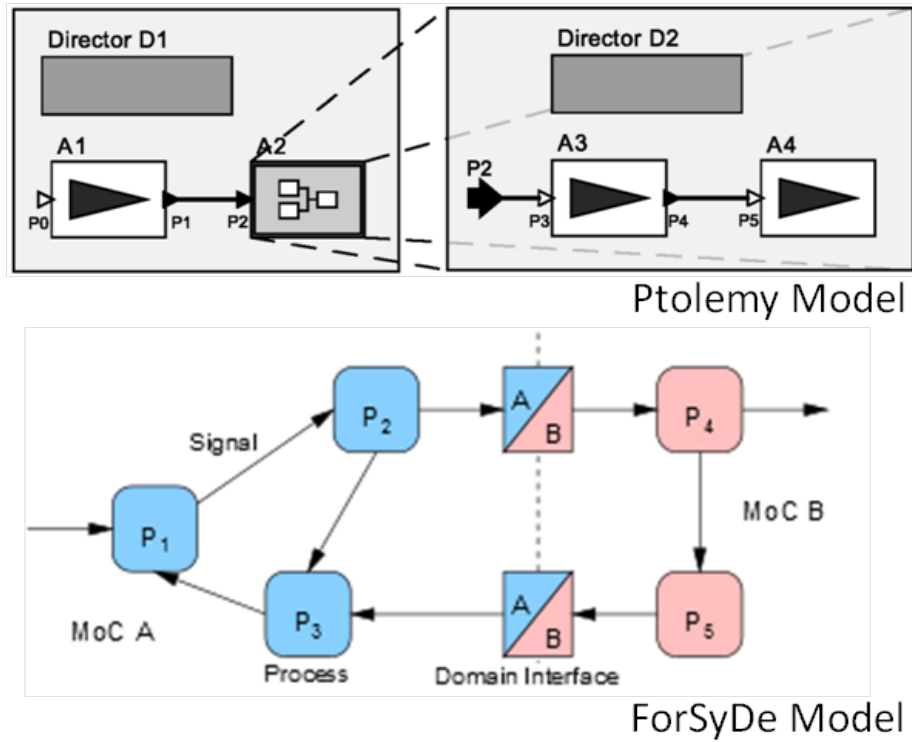 Director D1
Director D2
A1
A2
A3
A4
P2
P0
P1
P2
P3
P4
P5
Ptolemy Model
P2
A
B
P4
Signal
P1
MoC B
MoC A
P3
A
B
P5
Process
Domain Interface
ForSyDe Model